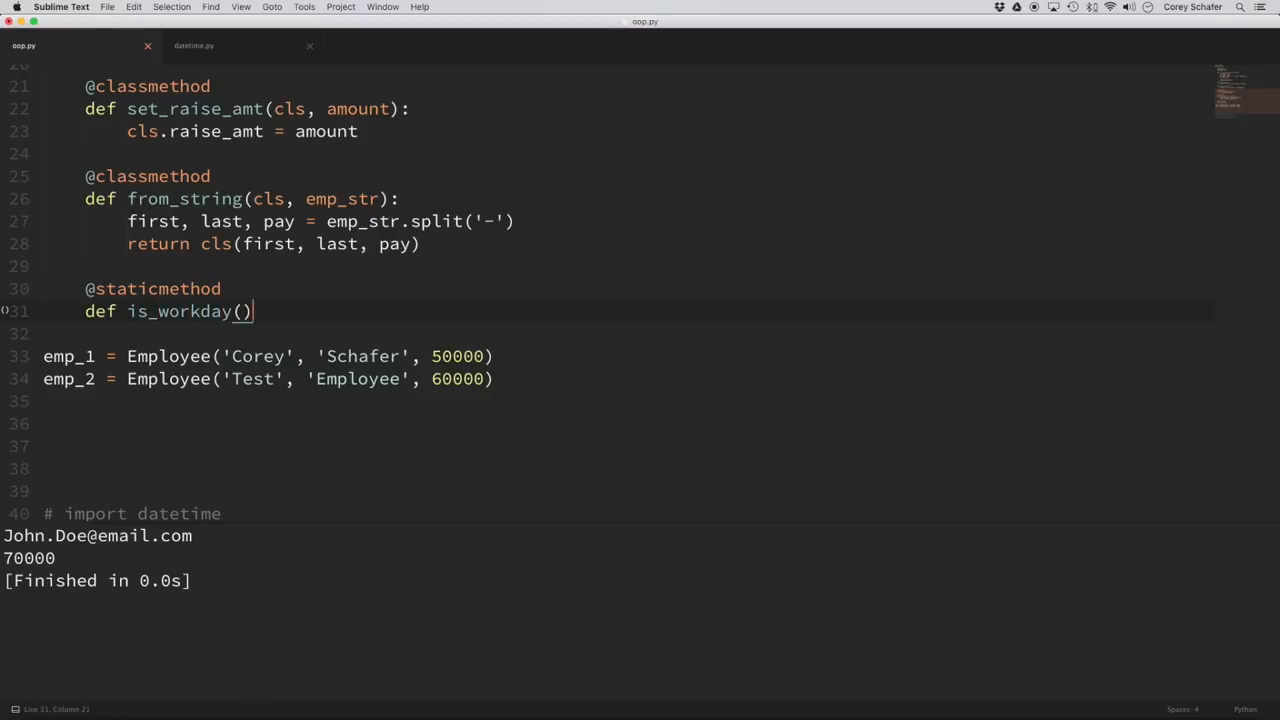 Sublime Text File Edit Selection Find View Goto Tools Project Window Help Corey Schafer
oop.py
oop.py datetime.py
20
21 @classmethod
22 def set_raise_amt(cls, amount):
23 cls.raise_amt = amount
24
25 @classmethod
26 def from_string(cls, emp_str):
27 first, last, pay = emp_str.split('-')
28 return cls(first, last, pay)
29
30 @staticmethod
31 def is_workday()
32
33 emp_1 = Employee('Corey', 'Schafer', 50000)
34 emp_2 = Employee('Test', 'Employee', 60000)
35
36
37
38
39
40 # import datetime
John.Doe@email.com
70000
[Finished in 0.0s]
Line 31, Column 21 Spaces: 4 Python